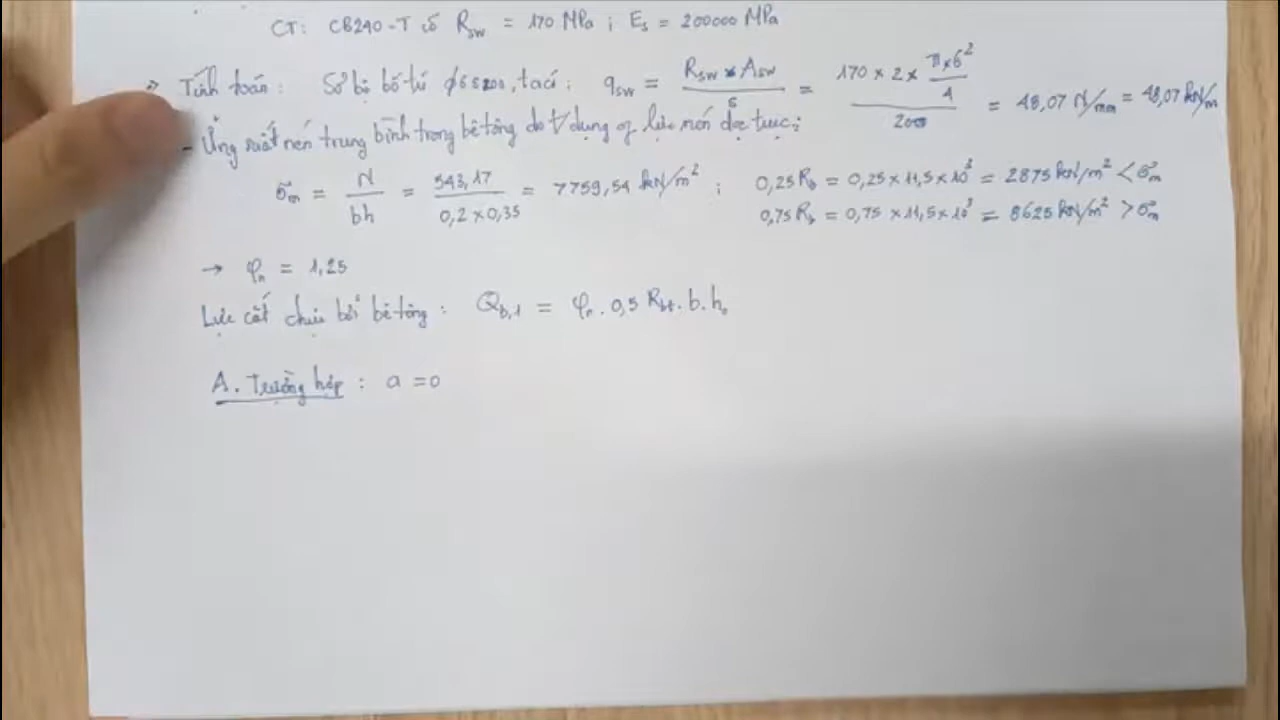 CT: CB240-T có Rsw = 170 MPa ; Es = 200000 MPa
Tính toán: Sơ bộ bố trí ϕ6s200, ta có: qsw = (Rsw × Asw)/s = (170 × 2 × (π×6²)/4)/200 = 48,07 N/mm = 48,07 kN/m
- Ứng suất nén trung bình trong bê tông do t/dụng of lực nén dọc trục:
σm = N/bh = 543,17/(0,2×0,35) = 7759,54 kN/m² ; 0,25Rb = 0,25×11,5×10³ = 2875 kN/m² < σm
0,75Rb = 0,75×11,5×10³ = 8625 kN/m² > σm
→ φn = 1,25
Lực cắt chịu bởi bê tông: Qb,1 = φn . 0,5 Rbt . b . h₀
A. Trường hợp : a = 0